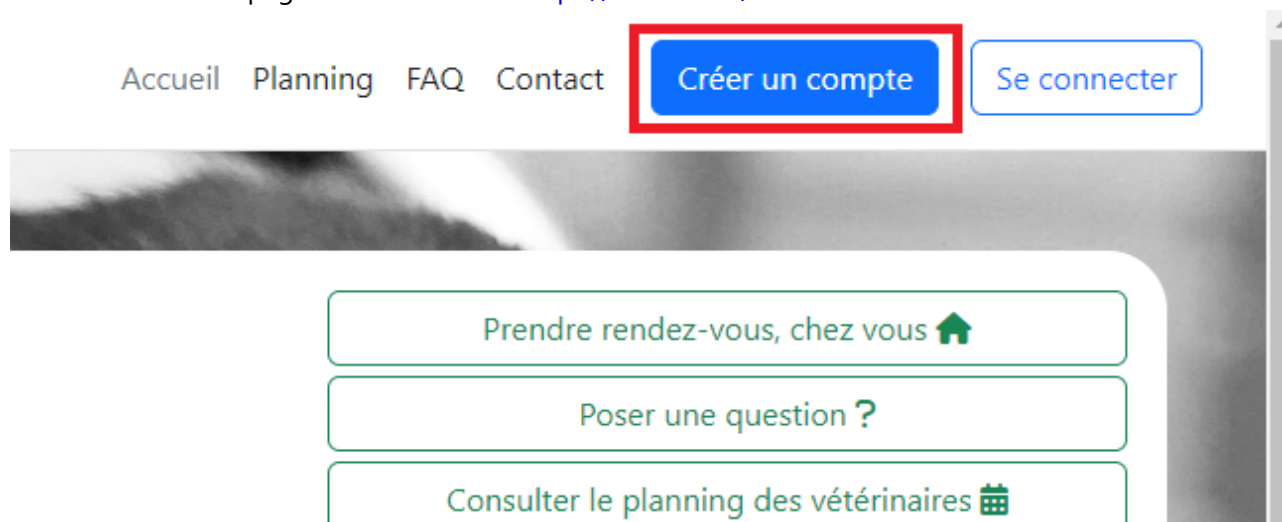 Accueil Planning FAQ Contact Créer un compte Se connecter
Prendre rendez-vous, chez vous
Poser une question ?
Consulter le planning des vétérinaires